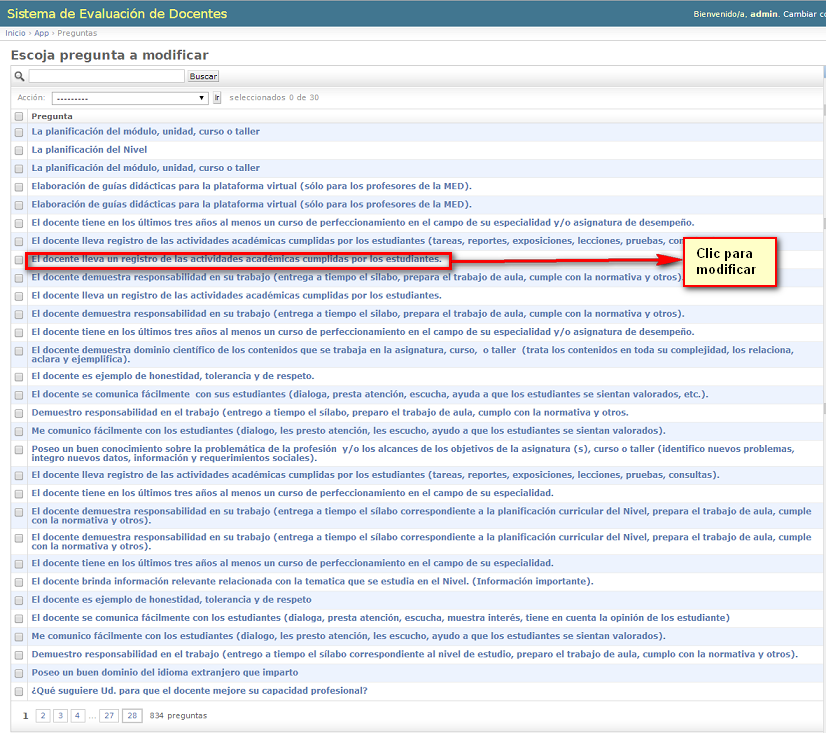 Sistema de Evaluación de Docentes
Bienvenido/a, admin. Cambiar co
Inicio › App › Preguntas
Escoja pregunta a modificar
Buscar
Acción: --------- Ir seleccionados 0 de 30
Pregunta
La planificación del módulo, unidad, curso o taller
La planificación del Nivel
La planificación del módulo, unidad, curso o taller
Elaboración de guías didácticas para la plataforma virtual (sólo para los profesores de la MED).
Elaboración de guías didácticas para la plataforma virtual (sólo para los profesores de la MED).
El docente tiene en los últimos tres años al menos un curso de perfeccionamiento en el campo de su especialidad y/o asignatura de desempeño.
El docente lleva registro de las actividades académicas cumplidas por los estudiantes (tareas, reportes, exposiciones, lecciones, pruebas, con
El docente lleva un registro de las actividades académicas cumplidas por los estudiantes.
Clic para
modificar
El docente demuestra responsabilidad en su trabajo (entrega a tiempo el sílabo, prepara el trabajo de aula, cumple con la normativa y otros).
El docente lleva un registro de las actividades académicas cumplidas por los estudiantes.
El docente demuestra responsabilidad en su trabajo (entrega a tiempo el silabo, prepara el trabajo de aula, cumple con la normativa y otros).
El docente tiene en los últimos tres años al menos un curso de perfeccionamiento en el campo de su especialidad y/o asignatura de desempeño.
El docente demuestra dominio científico de los contenidos que se trabaja en la asignatura, curso, o taller (trata los contenidos en toda su complejidad, los relaciona,
aclara y ejemplifica).
El docente es ejemplo de honestidad, tolerancia y de respeto.
El docente se comunica fácilmente con sus estudiantes (dialoga, presta atención, escucha, ayuda a que los estudiantes se sientan valorados, etc.).
Demuestro responsabilidad en el trabajo (entrego a tiempo el sílabo, preparo el trabajo de aula, cumplo con la normativa y otros.
Me comunico fácilmente con los estudiantes (dialogo, les presto atención, les escucho, ayudo a que los estudiantes se sientan valorados).
Poseo un buen conocimiento sobre la problemática de la profesión y/o los alcances de los objetivos de la asignatura (s), curso o taller (identifico nuevos problemas,
integro nuevos datos, información y requerimientos sociales).
El docente lleva registro de las actividades académicas cumplidas por los estudiantes (tareas, reportes, exposiciones, lecciones, pruebas, consultas).
El docente tiene en los últimos tres años al menos un curso de perfeccionamiento en el campo de su especialidad.
El docente demuestra responsabilidad en su trabajo (entrega a tiempo el sílabo correspondiente a la planificación curricular del Nivel, prepara el trabajo de aula, cumple
con la normativa y otros).
El docente demuestra responsabilidad en su trabajo (entrega a tiempo el sílabo correspondiente a la planificación curricular del Nivel, prepara el trabajo de aula, cumple
con la normativa y otros).
El docente tiene en los últimos tres años al menos un curso de perfeccionamiento en el campo de su especialidad.
El docente brinda información relevante relacionada con la tematica que se estudia en el Nivel. (Información importante).
El docente es ejemplo de honestidad, tolerancia y de respeto
El docente se comunica fácilmente con los estudiantes (dialoga, presta atención, escucha, muestra interés, tiene en cuenta la opinión de los estudiante)
Me comunico fácilmente con los estudiantes (dialogo, les presto atención, les escucho, ayudo a que los estudiantes se sientan valorados).
Demuestro responsabilidad en el trabajo (entrego a tiempo el sílabo correspondiente al nivel de estudio, preparo el trabajo de aula, cumplo con la normativa y otros).
Poseo un buen dominio del idioma extranjero que imparto
¿Qué suguiere Ud. para que el docente mejore su capacidad profesional?
1 2 3 4 ... 27 28 834 preguntas